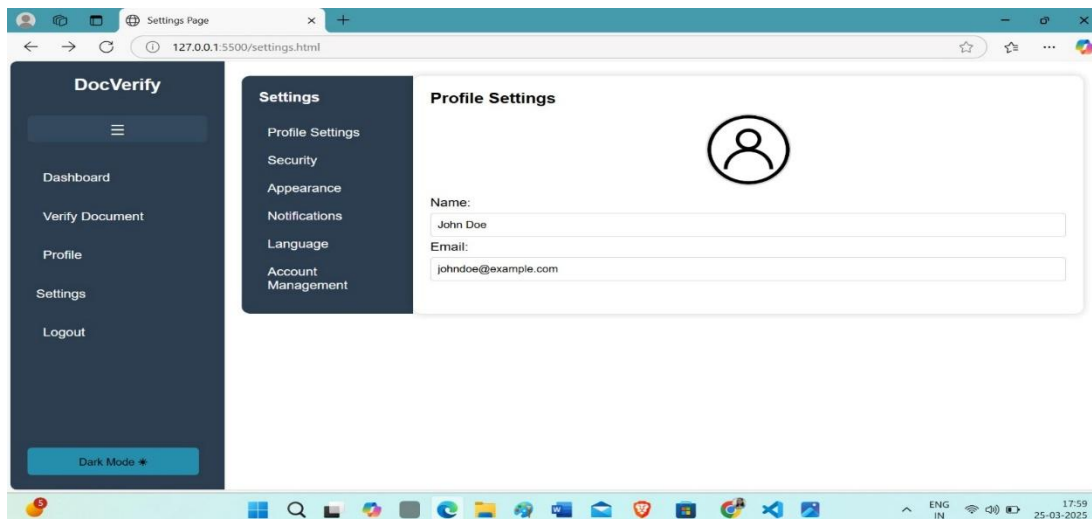 Settings Page
127.0.0.1:5500/settings.html
DocVerify
Dashboard
Verify Document
Profile
Settings
Logout
Dark Mode
Settings
Profile Settings
Security
Appearance
Notifications
Language
Account
Management
Profile Settings
Name:
John Doe
Email:
johndoe@example.com
5
ENG
IN
17:59
25-03-2025